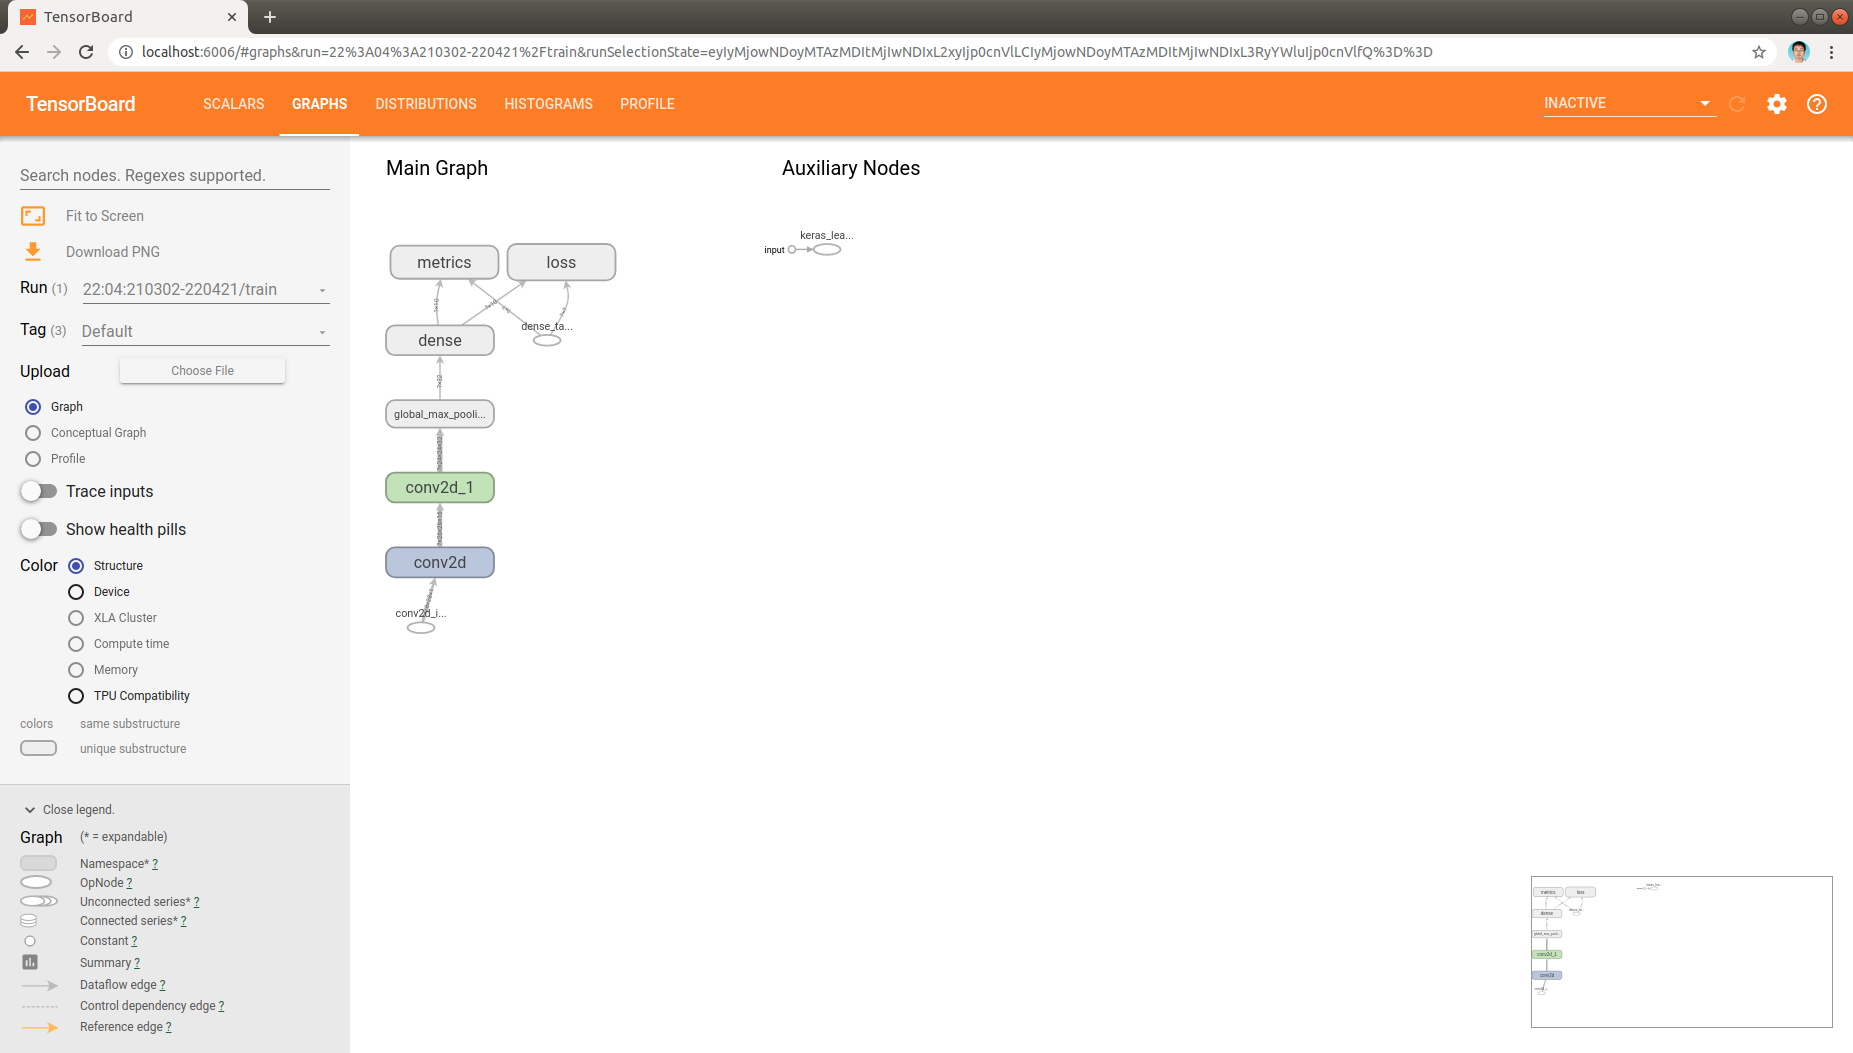 TensorBoard
localhost:6006/#graphs&run=22%3A04%3A210302-220421%2Ftrain&runSelectionState=eyIyMjowNDoyMTAzMDItMjIwNDIxL2xyIjp0cnVlLCIyMjowNDoyMTAzMDItMjIwNDIxL3RyYWluIjp0cnVlfQ%3D%3D
TensorBoard SCALARS GRAPHS DISTRIBUTIONS HISTOGRAMS PROFILE INACTIVE
Search nodes. Regexes supported.
Fit to Screen
Download PNG
Run (1) 22:04:210302-220421/train
Tag (3) Default
Upload Choose File
Graph
Conceptual Graph
Profile
Trace inputs
Show health pills
Color Structure
Device
XLA Cluster
Compute time
Memory
TPU Compatibility
colors same substructure
unique substructure
Close legend.
Graph (* = expandable)
Namespace* ?
OpNode ?
Unconnected series* ?
Connected series* ?
Constant ?
Summary ?
Dataflow edge ?
Control dependency edge ?
Reference edge ?
Main Graph
metrics loss
dense_ta...
dense
global_max_pooli...
conv2d_1
conv2d
conv2d_i...
Auxiliary Nodes
keras_lea...
input
metrics loss
dense
conv2d_1
conv2d